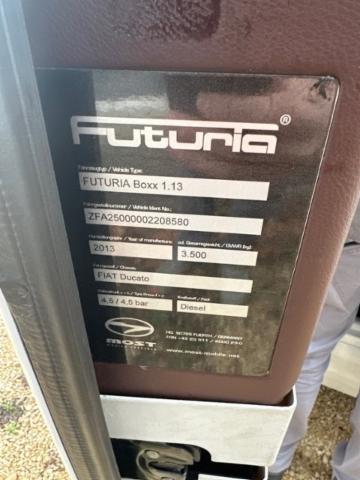 Futuria®
Fahrzeugtyp / Vehicle Type:
FUTURIA Boxx 1.13
Fahrgestellnummer / Vehicle Ident. No.:
ZFA25000002208580
Herstellungsjahr / Year of manufacture:
zul. Gesamtgewicht / GMWR (kg)
2013
3.500
Fahrgestell / Chassis
FIAT Ducato
Kraftstoff / Fuel:
4,5 / 4,5 bar
Diesel
MOST
www.most-mobile.net